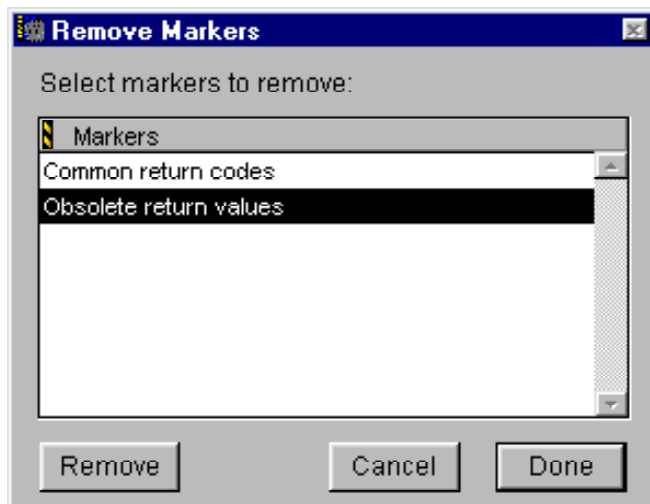 Remove Markers
Select markers to remove:
Markers
Common return codes
Obsolete return values
Remove Cancel Done